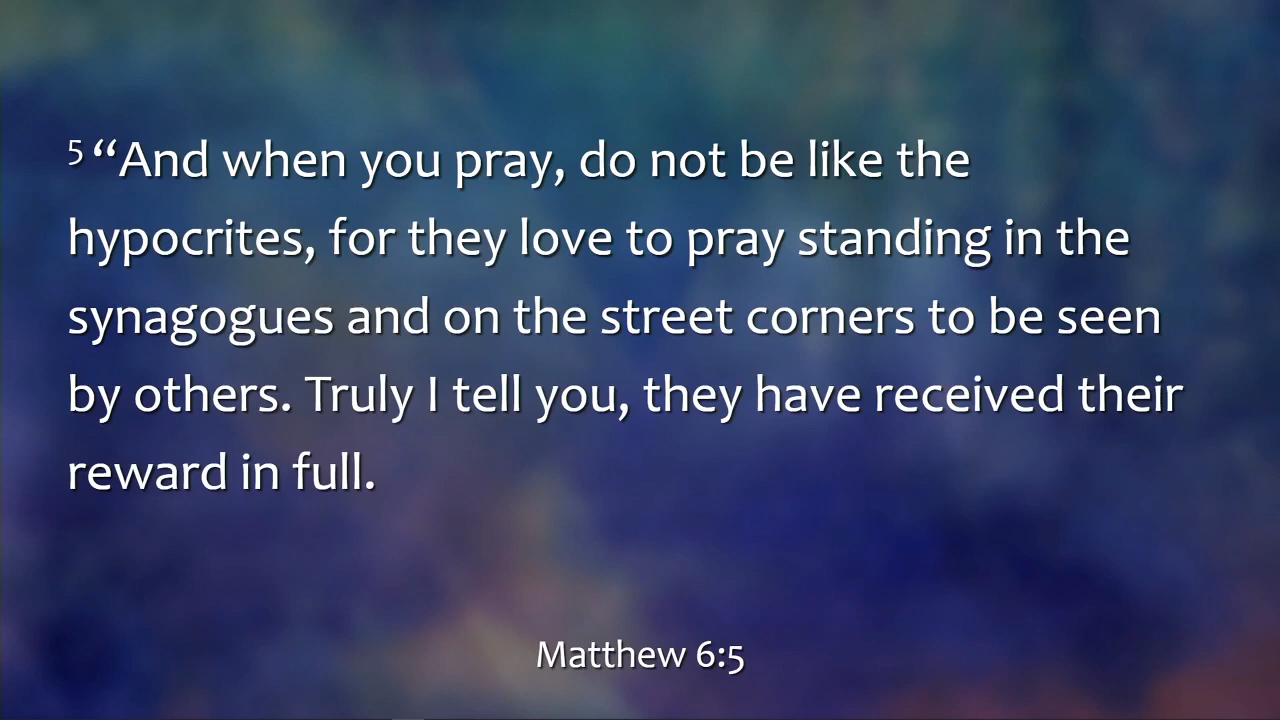 5 “And when you pray, do not be like the
hypocrites, for they love to pray standing in the
synagogues and on the street corners to be seen
by others. Truly I tell you, they have received their
reward in full.
Matthew 6:5